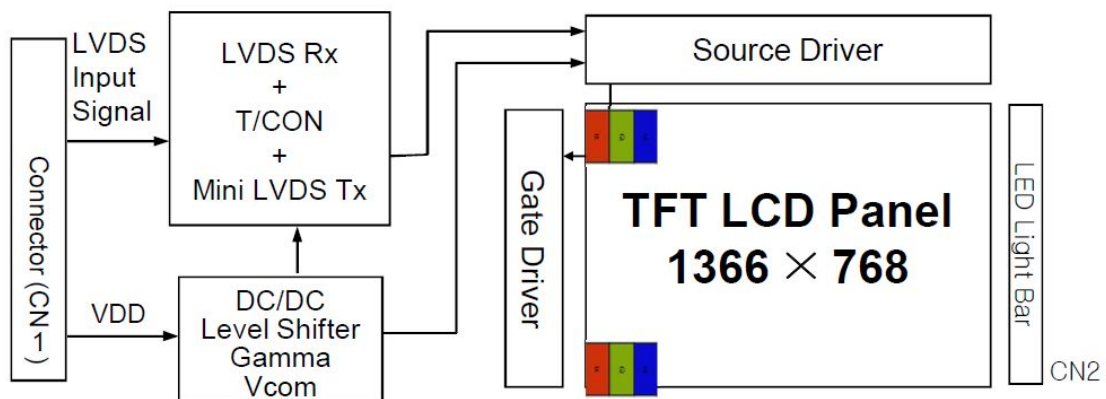 LVDS
Input
Signal
LVDS Rx
+
T/CON
+
Mini LVDS Tx
Source Driver
Connector (CN1)
Gate Driver
TFT LCD Panel
1366 × 768
LED Light Bar
VDD
DC/DC
Level Shifter
Gamma
Vcom
CN2